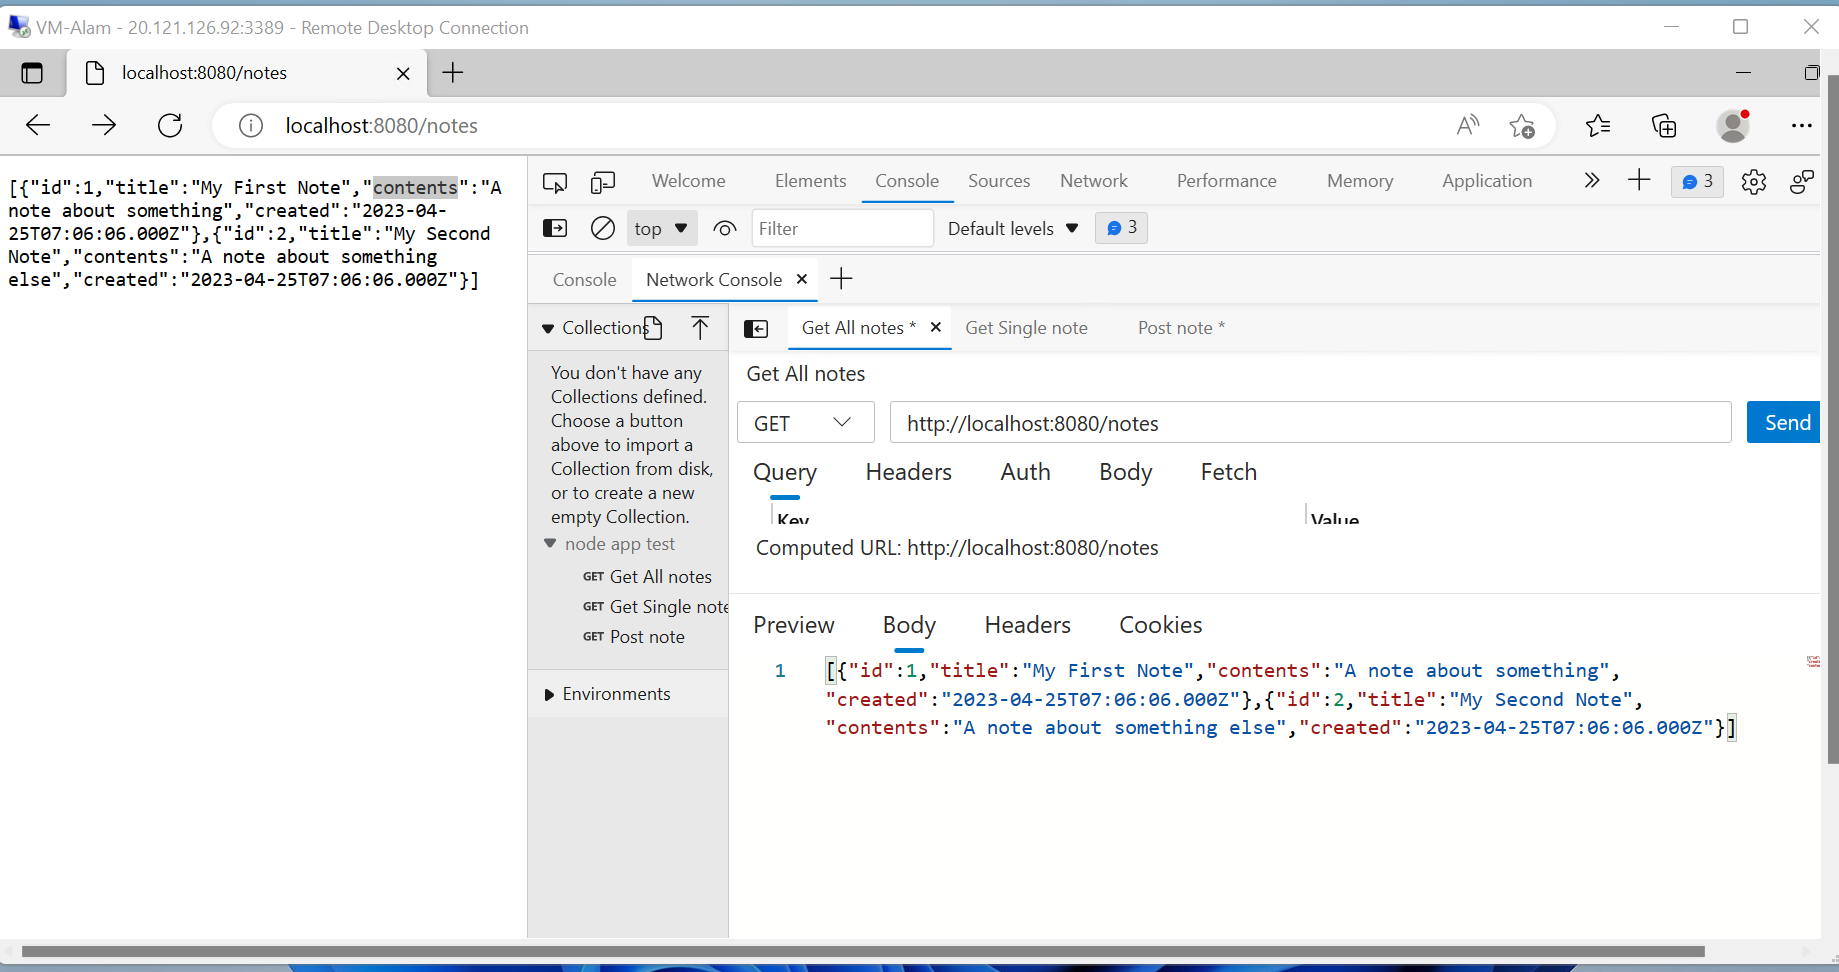 VM-Alam - 20.121.126.92:3389 - Remote Desktop Connection
localhost:8080/notes
localhost:8080/notes
[{"id":1,"title":"My First Note","contents":"A
note about something","created":"2023-04-
25T07:06:06.000Z"},{"id":2,"title":"My Second
Note","contents":"A note about something
else","created":"2023-04-25T07:06:06.000Z"}]
Welcome Elements Console Sources Network Performance Memory Application 3
top Filter Default levels 3
Console Network Console
Collections
You don't have any
Collections defined.
Choose a button
above to import a
Collection from disk,
or to create a new
empty Collection.
node app test
GET Get All notes
GET Get Single note
GET Post note
Environments
Get All notes * Get Single note Post note *
Get All notes
GET http://localhost:8080/notes Send
Query Headers Auth Body Fetch
Key Value
Computed URL: http://localhost:8080/notes
Preview Body Headers Cookies
1 [{"id":1,"title":"My First Note","contents":"A note about something",
"created":"2023-04-25T07:06:06.000Z"},{"id":2,"title":"My Second Note",
"contents":"A note about something else","created":"2023-04-25T07:06:06.000Z"}]